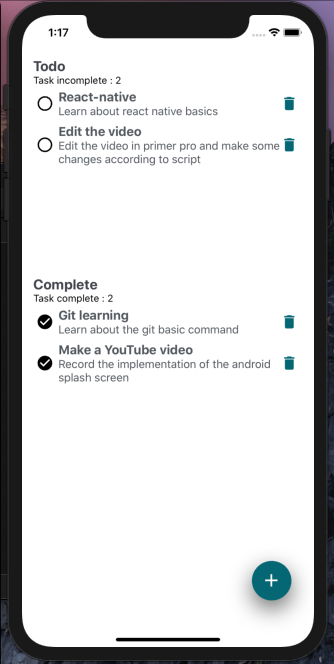 1:17
Todo
Task incomplete : 2
React-native
Learn about react native basics
Edit the video
Edit the video in primer pro and make some
changes according to script
Complete
Task complete : 2
Git learning
Learn about the git basic command
Make a YouTube video
Record the implementation of the android
splash screen
+